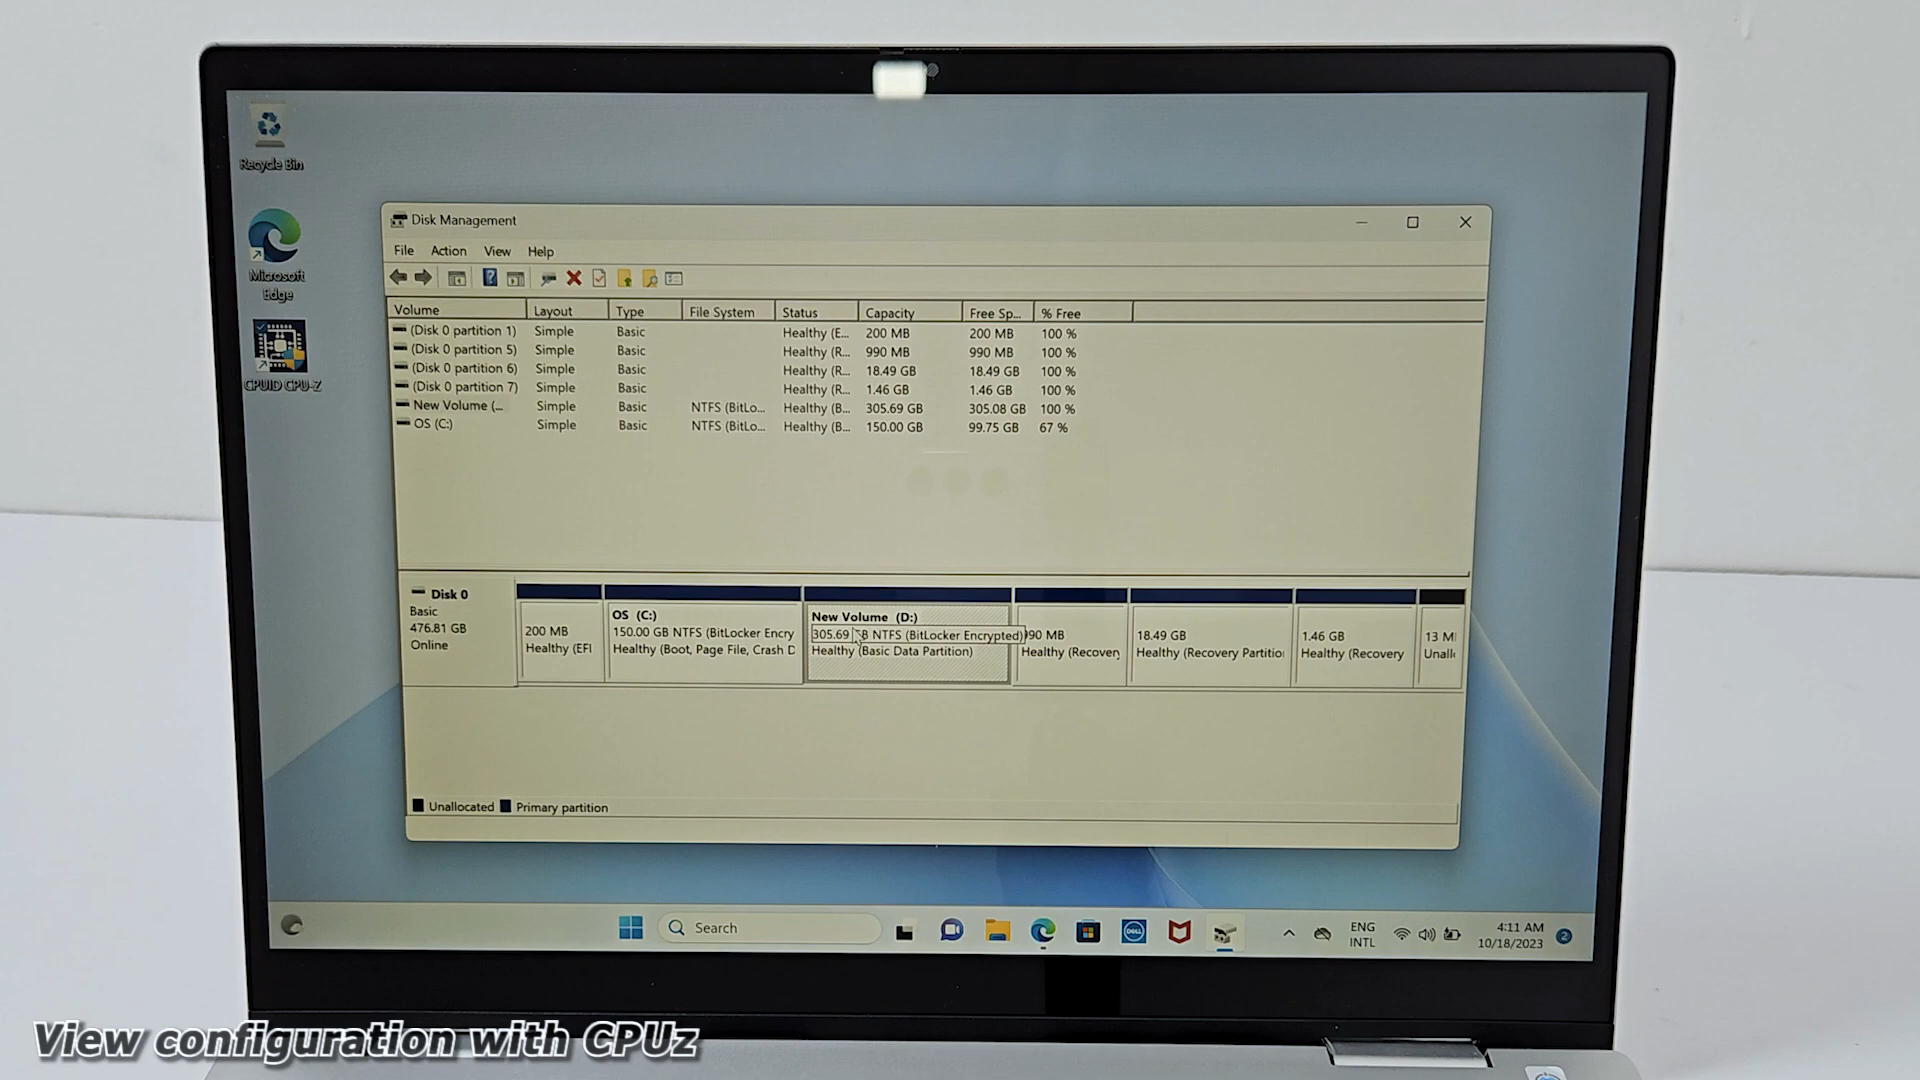 Recycle Bin
Microsoft
Edge
CPUID CPU-Z
Disk Management
File Action View Help
Volume Layout Type File System Status Capacity Free Sp... % Free
(Disk 0 partition 1) Simple Basic Healthy (E... 200 MB 200 MB 100 %
(Disk 0 partition 5) Simple Basic Healthy (R... 990 MB 990 MB 100 %
(Disk 0 partition 6) Simple Basic Healthy (R... 18.49 GB 18.49 GB 100 %
(Disk 0 partition 7) Simple Basic Healthy (R... 1.46 GB 1.46 GB 100 %
New Volume (... Simple Basic NTFS (BitLo... Healthy (B... 305.69 GB 305.08 GB 100 %
OS (C:) Simple Basic NTFS (BitLo... Healthy (B... 150.00 GB 99.75 GB 67 %
Disk 0
Basic
476.81 GB
Online
200 MB
Healthy (EFI
OS (C:)
150.00 GB NTFS (BitLocker Encry
Healthy (Boot, Page File, Crash D
New Volume (D:)
305.69 GB NTFS (BitLocker Encrypted)
Healthy (Basic Data Partition)
990 MB
Healthy (Recovery
18.49 GB
Healthy (Recovery Partitio
1.46 GB
Healthy (Recovery
13 M
Unall
Unallocated Primary partition
Search
DELL
ENG
INTL
4:11 AM
10/18/2023
2
View configuration with CPUz